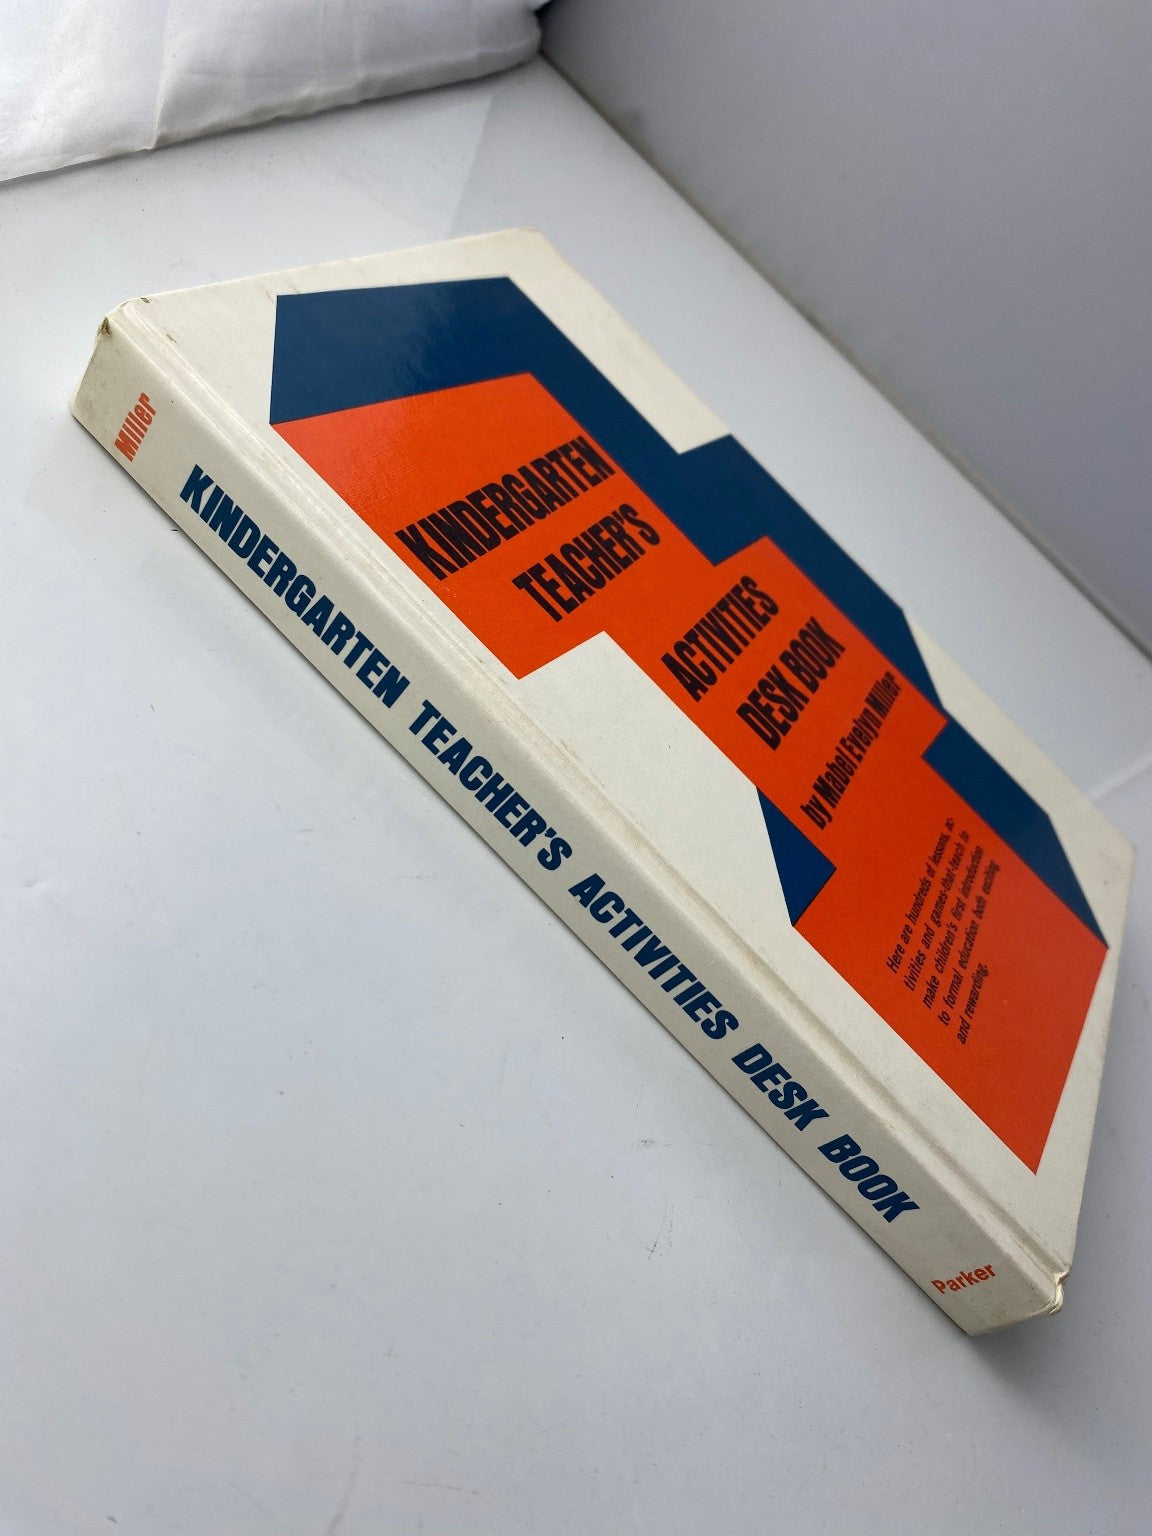 Miller
KINDERGARTEN TEACHER'S ACTIVITIES DESK BOOK
Parker
KINDERGARTEN
TEACHER'S
ACTIVITIES
DESK BOOK
by Mabel Evelyn Miller
Here are hundreds of lessons, ac-
tivities and games-that-teach to
make children's first introduction
to formal education both exciting
and rewarding.